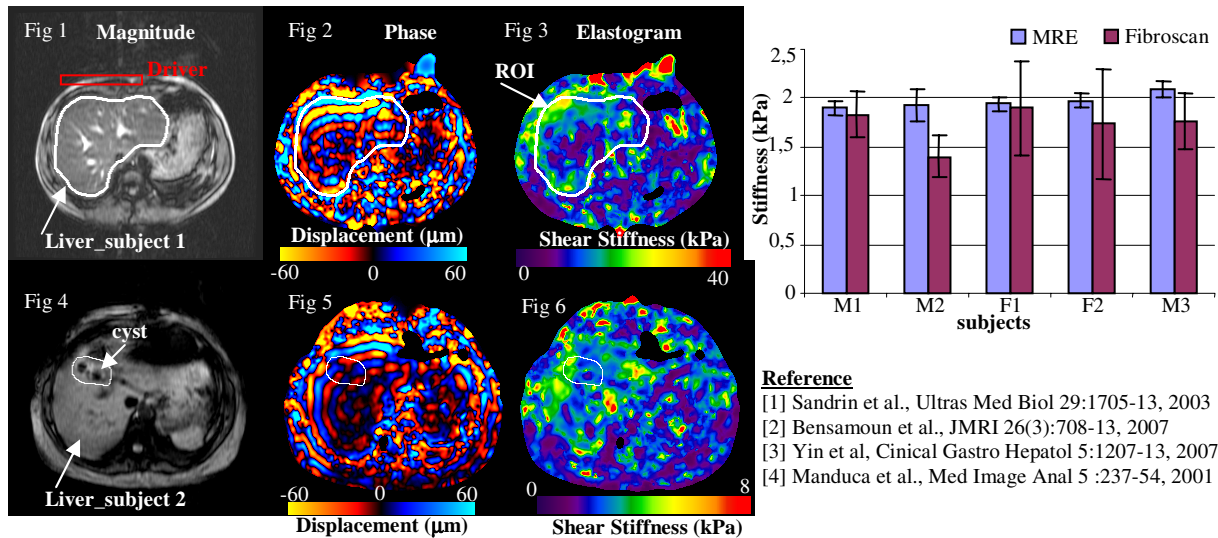 Fig 1
Magnitude
Driver
Liver_subject 1
Fig 2
Phase
Displacement (μm)
-60 0 60
Fig 3
Elastogram
ROI
Shear Stiffness (kPa)
0 40
Fig 4
cyst
Liver_subject 2
Fig 5
-60 0 60
Displacement (μm)
Fig 6
0 8
Shear Stiffness (kPa)
MRE Fibroscan
Stiffness (kPa)
2,5
2
1,5
1
0,5
0
M1 M2 F1 F2 M3
subjects
Reference
[1] Sandrin et al., Ultras Med Biol 29:1705-13, 2003
[2] Bensamoun et al., JMRI 26(3):708-13, 2007
[3] Yin et al, Cinical Gastro Hepatol 5:1207-13, 2007
[4] Manduca et al., Med Image Anal 5 :237-54, 2001